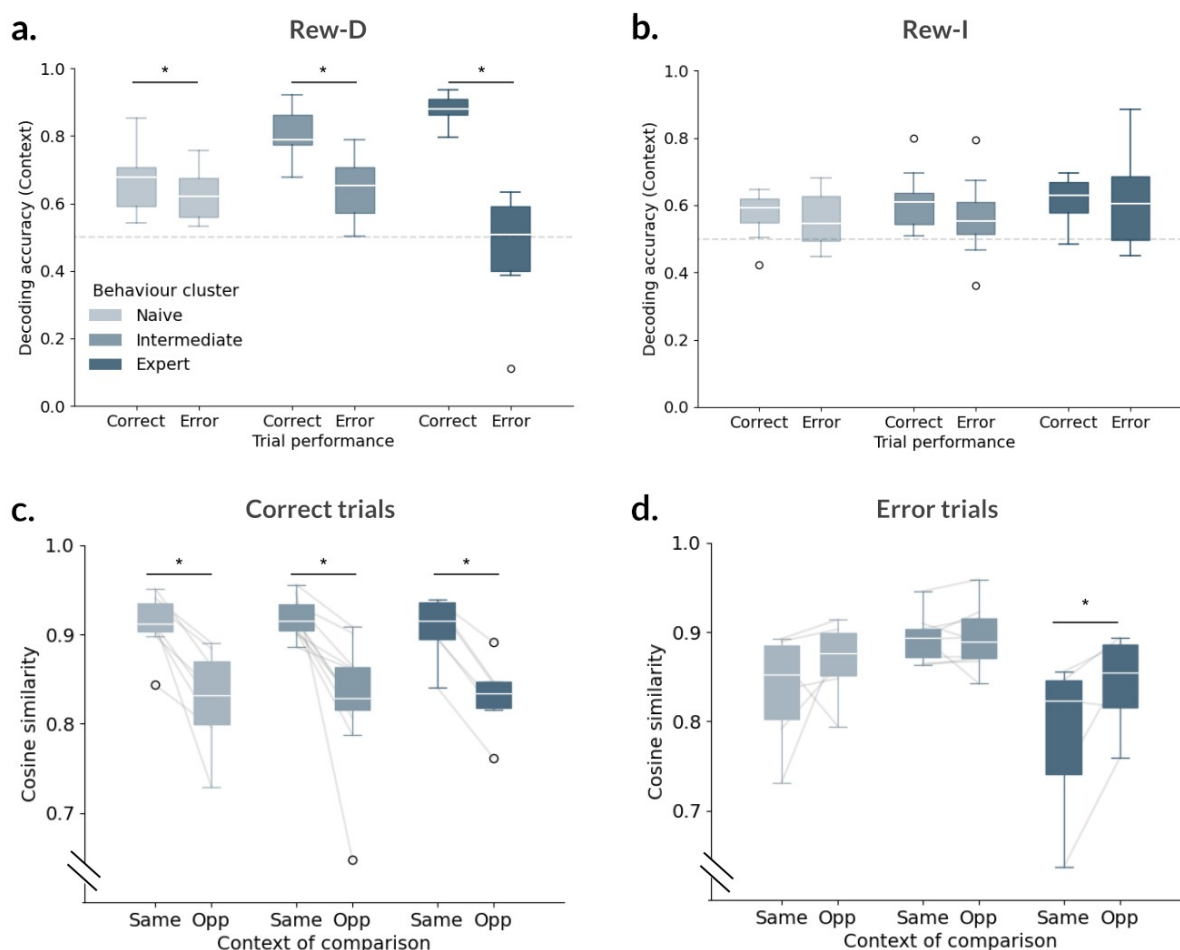 a.
Rew-D
Decoding accuracy (Context)
1.0
0.8
0.6
0.4
0.2
0.0
*
*
*
Behaviour cluster
Naive
Intermediate
Expert
Correct Error Correct Error Correct Error
Trial performance
b.
Rew-I
Decoding accuracy (Context)
1.0
0.8
0.6
0.4
0.2
0.0
Correct Error Correct Error Correct Error
Trial performance
c.
Correct trials
Cosine similarity
1.0
0.9
0.8
0.7
*
*
*
Same Opp Same Opp Same Opp
Context of comparison
d.
Error trials
Cosine similarity
1.0
0.9
0.8
0.7
*
Same Opp Same Opp Same Opp
Context of comparison